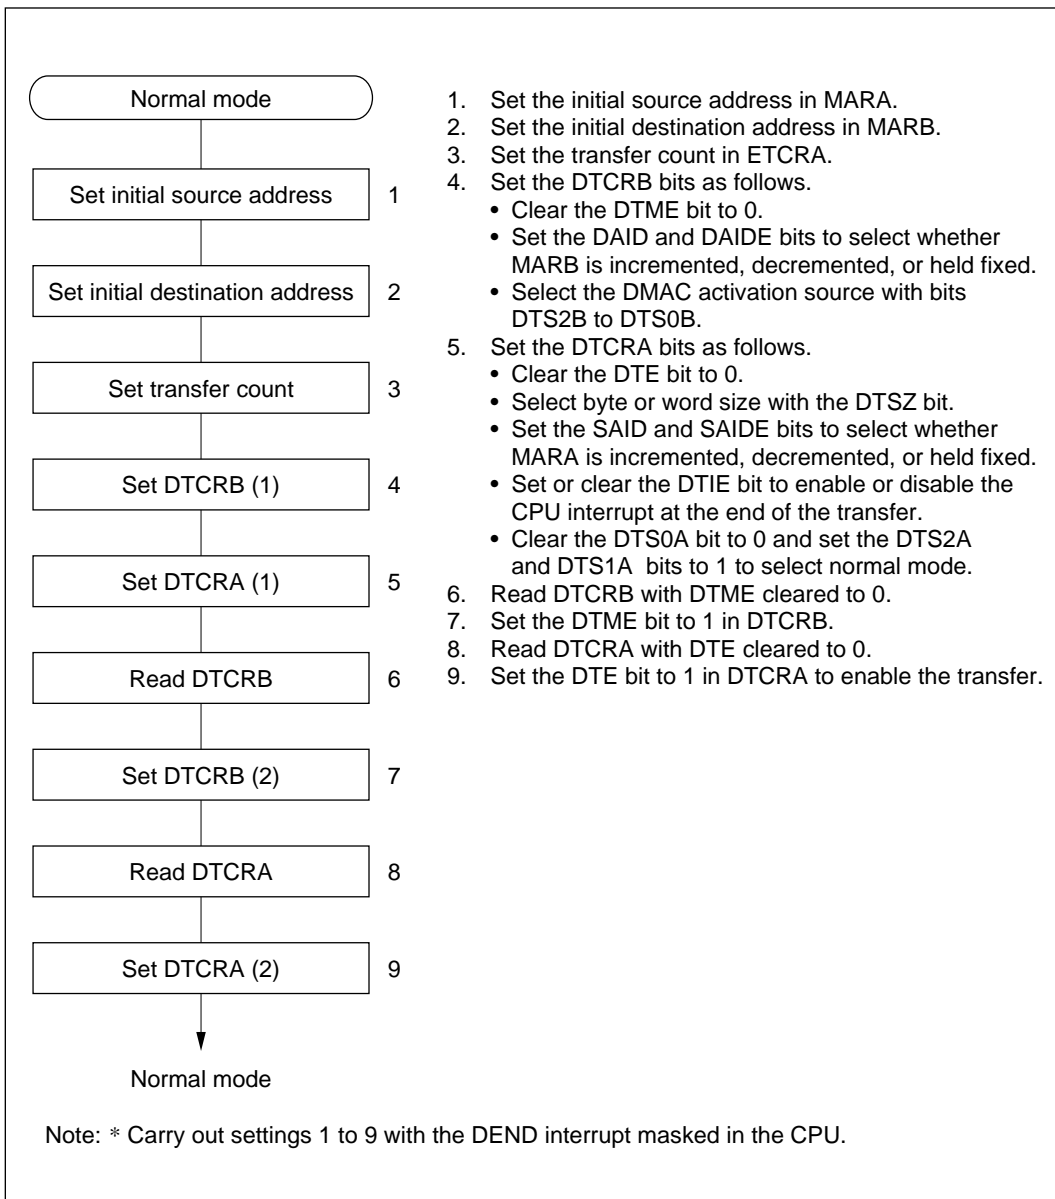 Normal mode
Set initial source address 1
Set initial destination address 2
Set transfer count 3
Set DTCRB (1) 4
Set DTCRA (1) 5
Read DTCRB 6
Set DTCRB (2) 7
Read DTCRA 8
Set DTCRA (2) 9
Normal mode
1. Set the initial source address in MARA.
2. Set the initial destination address in MARB.
3. Set the transfer count in ETCRA.
4. Set the DTCRB bits as follows.
• Clear the DTME bit to 0.
• Set the DAID and DAIDE bits to select whether
MARB is incremented, decremented, or held fixed.
• Select the DMAC activation source with bits
DTS2B to DTS0B.
5. Set the DTCRA bits as follows.
• Clear the DTE bit to 0.
• Select byte or word size with the DTSZ bit.
• Set the SAID and SAIDE bits to select whether
MARA is incremented, decremented, or held fixed.
• Set or clear the DTIE bit to enable or disable the
CPU interrupt at the end of the transfer.
• Clear the DTS0A bit to 0 and set the DTS2A
and DTS1A bits to 1 to select normal mode.
6. Read DTCRB with DTME cleared to 0.
7. Set the DTME bit to 1 in DTCRB.
8. Read DTCRA with DTE cleared to 0.
9. Set the DTE bit to 1 in DTCRA to enable the transfer.
Note: * Carry out settings 1 to 9 with the DEND interrupt masked in the CPU.